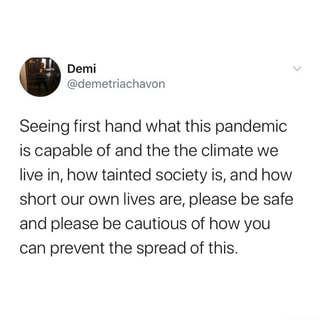 Demi
@demetriachavon
Seeing first hand what this pandemic
is capable of and the the climate we
live in, how tainted society is, and how
short our own lives are, please be safe
and please be cautious of how you
can prevent the spread of this.